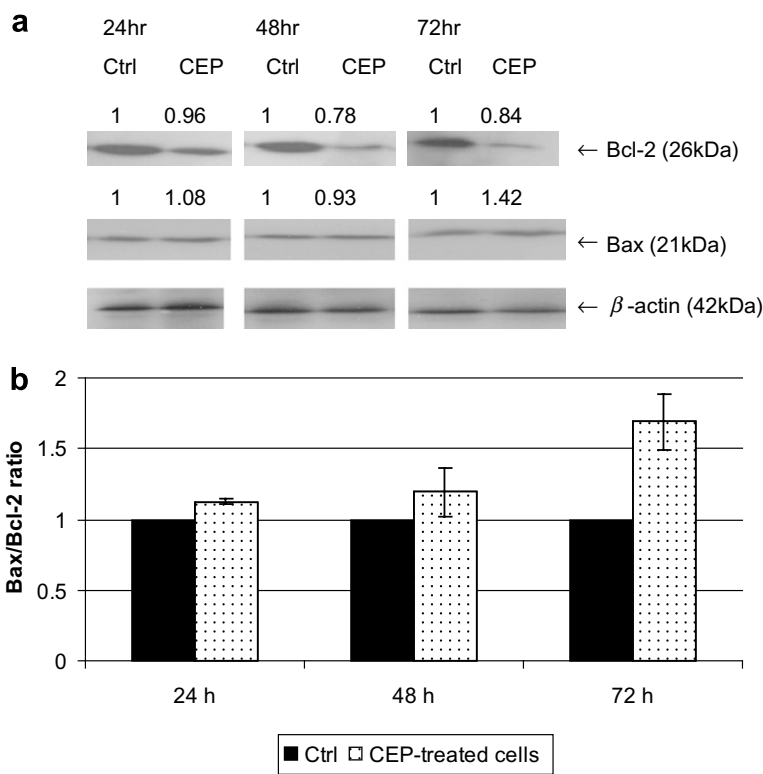 a
24hr 48hr 72hr
Ctrl CEP Ctrl CEP Ctrl CEP
1 0.96 1 0.78 1 0.84
← Bcl-2 (26kDa)
1 1.08 1 0.93 1 1.42
← Bax (21kDa)
← β-actin (42kDa)
b
2
1.5
1
0.5
0
Bax/Bcl-2 ratio
24 h 48 h 72 h
Ctrl CEP-treated cells